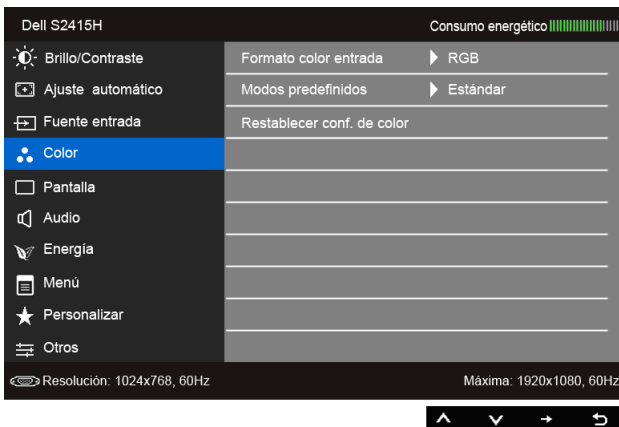 Dell S2415H Consumo energético
Brillo/Contraste Formato color entrada RGB
Ajuste automático Modos predefinidos Estándar
Fuente entrada Restablecer conf. de color
Color
Pantalla
Audio
Energía
Menú
Personalizar
Otros
Resolución: 1024x768, 60Hz Máxima: 1920x1080, 60Hz